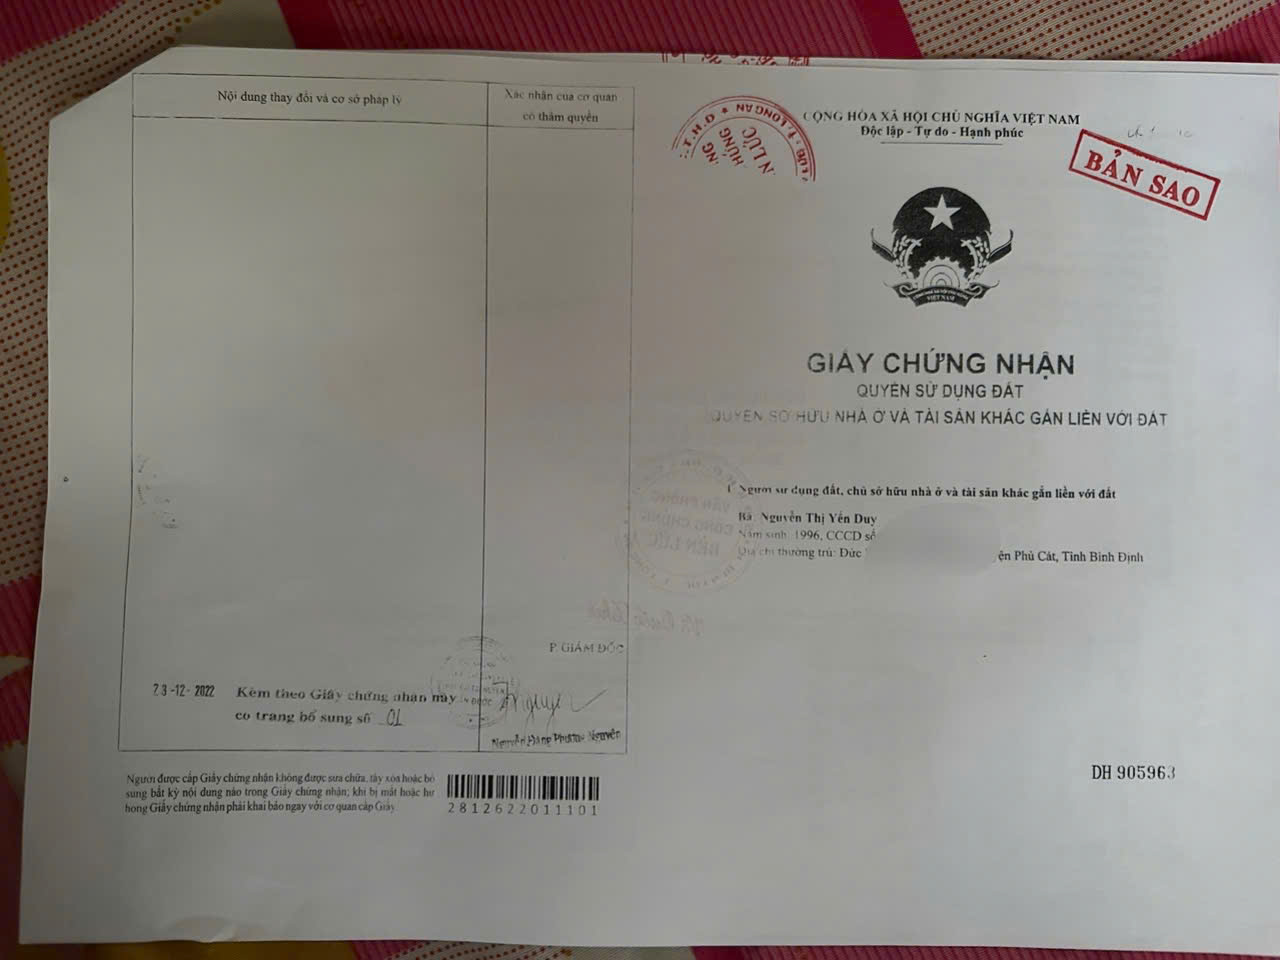 Nội dung thay đổi và cơ sở pháp lý
Xác nhận của cơ quan
có thẩm quyền
P. GIÁM ĐỐC
23-12-2022 Kèm theo Giấy chứng nhận này
có trang bổ sung số 01
Nguyễn Đặng Phương Nguyên
Người được cấp Giấy chứng nhận không được sửa chữa, tẩy xóa hoặc bổ
sung bất kỳ nội dung nào trong Giấy chứng nhận; khi bị mất hoặc hư
hỏng Giấy chứng nhận phải khai báo ngay với cơ quan cấp Giấy
2812622011101
CỘNG HÒA XÃ HỘI CHỦ NGHĨA VIỆT NAM
Độc lập - Tự do - Hạnh phúc
BẢN SAO
VIỆT NAM
GIẤY CHỨNG NHẬN
QUYỀN SỬ DỤNG ĐẤT
QUYỀN SỞ HỮU NHÀ Ở VÀ TÀI SẢN KHÁC GẮN LIỀN VỚI ĐẤT
I. Người sử dụng đất, chủ sở hữu nhà ở và tài sản khác gắn liền với đất
Bà: Nguyễn Thị Yến Duy
Năm sinh: 1996, CCCD số
Địa chỉ thường trú: Đức
ện Phù Cát, Tỉnh Bình Định
DH 905963